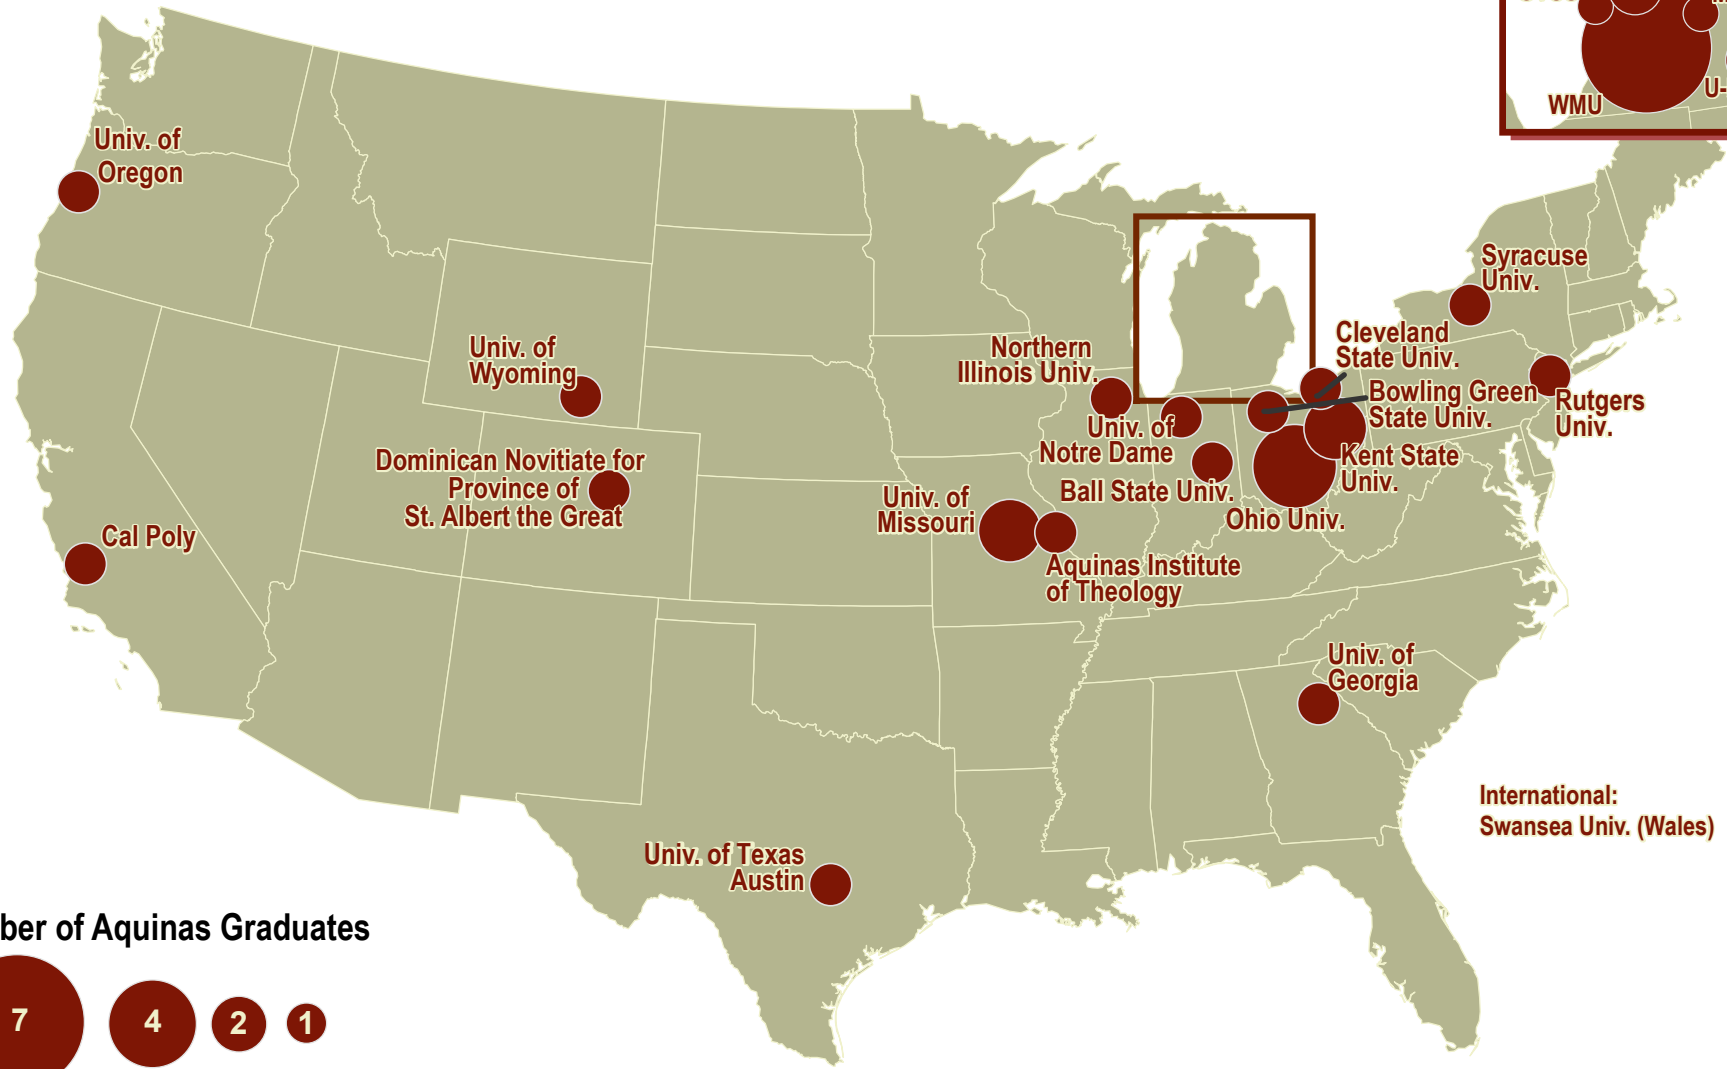 WMU
U-
Univ. of
Oregon
Syracuse
Univ.
Cleveland
State Univ.
Univ. of
Wyoming
Northern
Illinois Univ.
Bowling Green
State Univ.
Rutgers
Univ.
Univ. of
Notre Dame
Kent State
Univ.
Dominican Novitiate for
Province of
St. Albert the Great
Ball State Univ.
Univ. of
Missouri
Ohio Univ.
Cal Poly
Aquinas Institute
of Theology
Univ. of
Georgia
International:
Swansea Univ. (Wales)
Univ. of Texas
Austin
ber of Aquinas Graduates
7
4
2
1